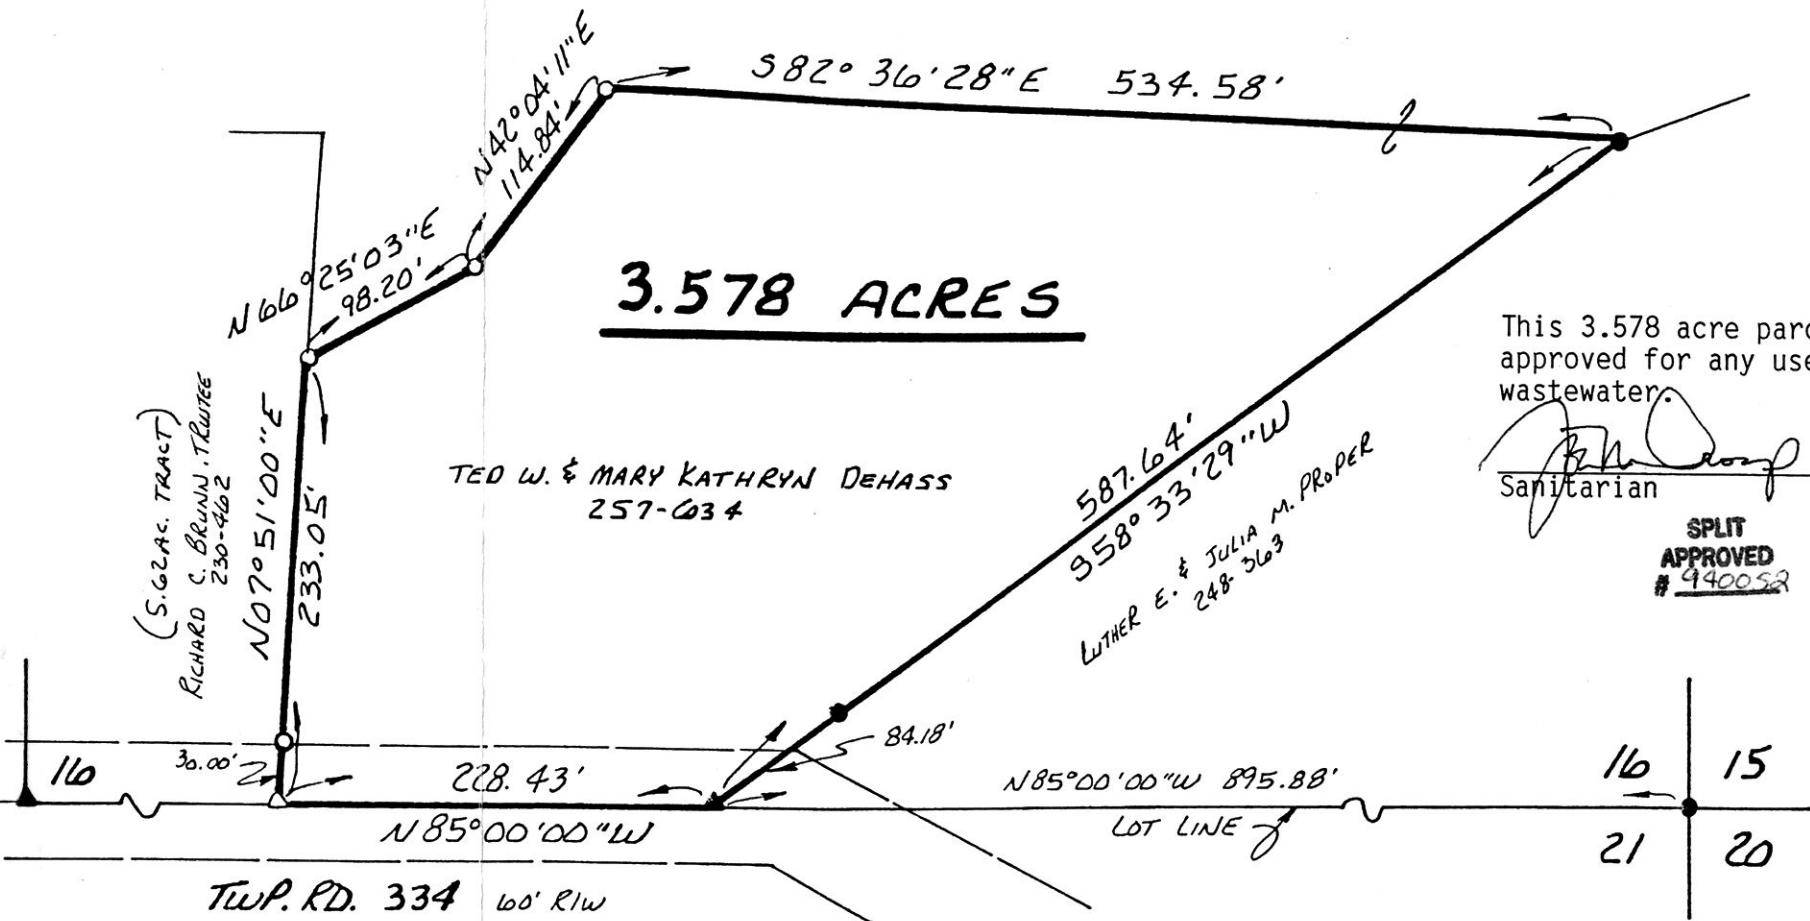 S82° 36'28"E 534.58'
N42°04'11"E
114.84'
N66°25'03"E
98.20'
3.578 ACRES
This 3.578 acre parc
approved for any use
wastewater.
Sanitarian
SPLIT
APPROVED
# 940052
(5.62AC. TRACT)
RICHARD C. BRUNN, TRUSTEE
230-462
N07°51'00"E
233.05'
TED W. & MARY KATHRYN DEHASS
257-634
587.64'
S58°33'29"W
LUTHER E. & JULIA M. PROPER
248-363
84.18'
16
30.00'
228.43'
N85°00'00"W
N85°00'00"W 895.88'
LOT LINE
16 15
21 20
TWP. RD. 334 60' R/W